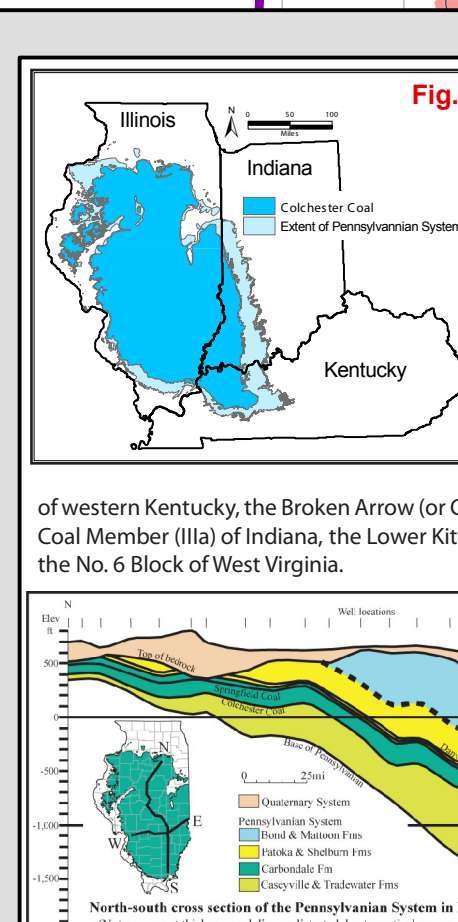 Fig.
Illinois
N
0 50 100
Miles
Indiana
Colchester Coal
Extent of Pennsylvannian System
Kentucky
of western Kentucky, the Broken Arrow (or
Coal Member (IIIa) of Indiana, the Lower Kit
the No. 6 Block of West Virginia.
N
Elev
ft
Well locations
500
0
-500
-1,000
-1,500
Top of bedrock
Springfield Coal
Colchester Coal
Base of Pennsylvanian
Danv
N
W
E
S
0 25mi
Quaternary System
Pennsylvanian System
Bond & Mattoon Fms
Patoka & Shelburn Fms
Carbondale Fm
Caseyville & Tradewater Fms
North-south cross section of the Pennsylvanian System in